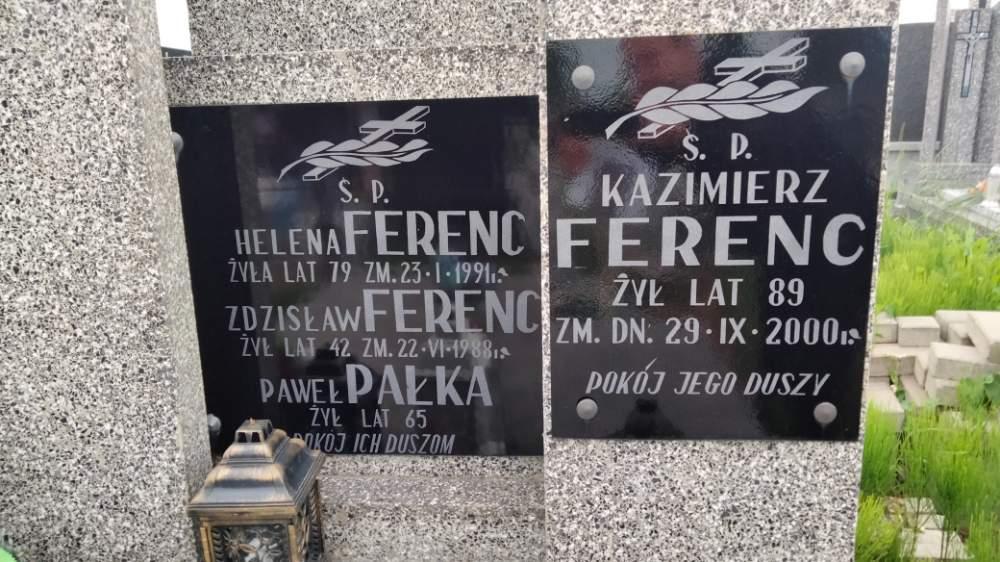 Ś. P.
HELENA FERENC
ŻYŁA LAT 79 ZM. 23·I·1991r.
ZDZISŁAW FERENC
ŻYŁ LAT 42 ZM. 22·VI·1988r.
PAWEŁ PAŁKA
ŻYŁ LAT 65
POKÓJ ICH DUSZOM
Ś. P.
KAZIMIERZ
FERENC
ŻYŁ LAT 89
ZM. DN. 29·IX·2000r.
POKÓJ JEGO DUSZY